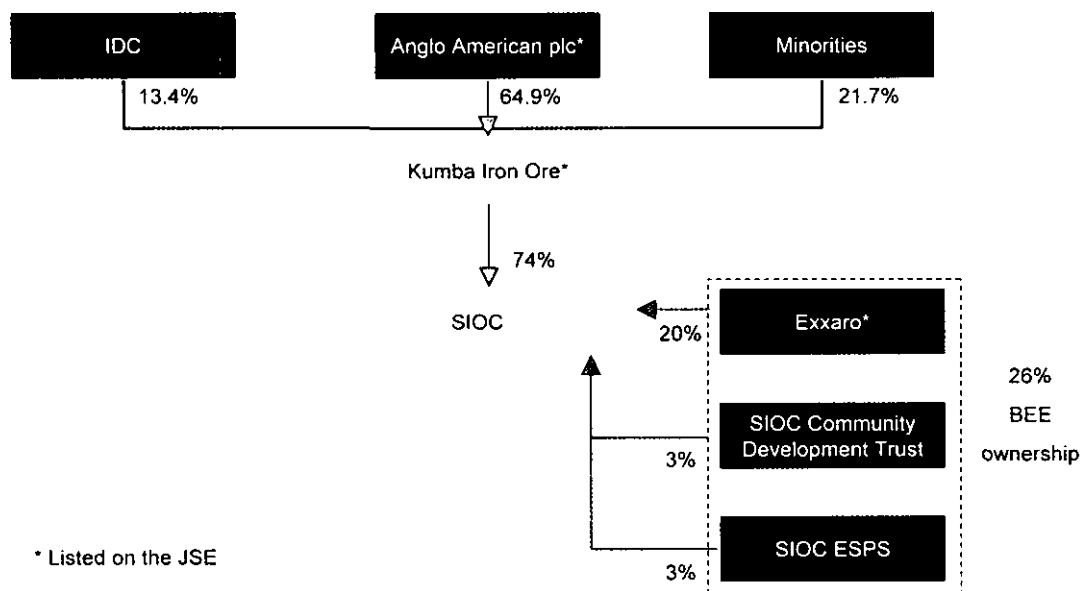 IDC
Anglo American plc*
Minorities
13.4%
64.9%
21.7%
Kumba Iron Ore*
74%
SIOC
Exxaro*
20%
26%
BEE
ownership
SIOC Community
Development Trust
3%
SIOC ESPS
3%
* Listed on the JSE